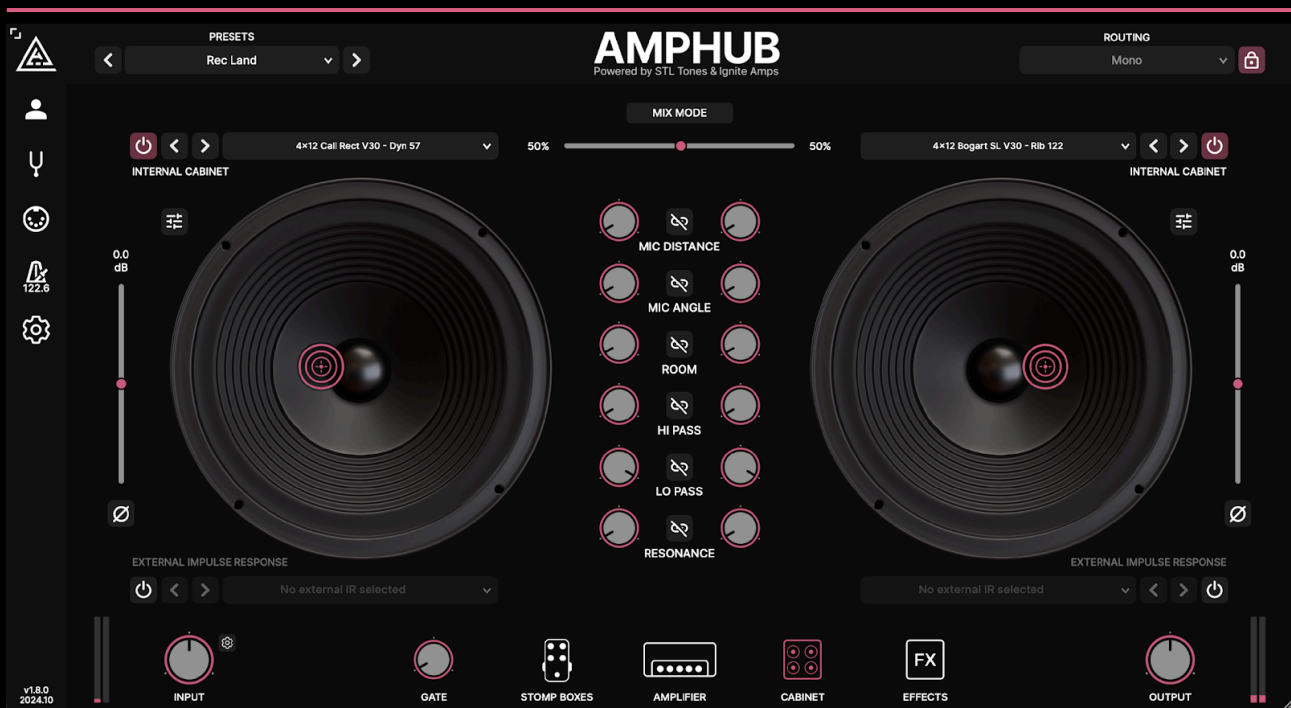 PRESETS
Rec Land
AMPHUB
Powered by STL Tones & Ignite Amps
ROUTING
Mono
MIX MODE
4×12 Cali Rect V30 - Dyn 57
50%
50%
4×12 Bogart SL V30 - Rib 122
INTERNAL CABINET
INTERNAL CABINET
0.0
dB
0.0
dB
122.6
MIC DISTANCE
MIC ANGLE
ROOM
HI PASS
LO PASS
RESONANCE
EXTERNAL IMPULSE RESPONSE
EXTERNAL IMPULSE RESPONSE
No external IR selected
No external IR selected
FX
v1.8.0
2024.10
INPUT
GATE
STOMP BOXES
AMPLIFIER
CABINET
EFFECTS
OUTPUT